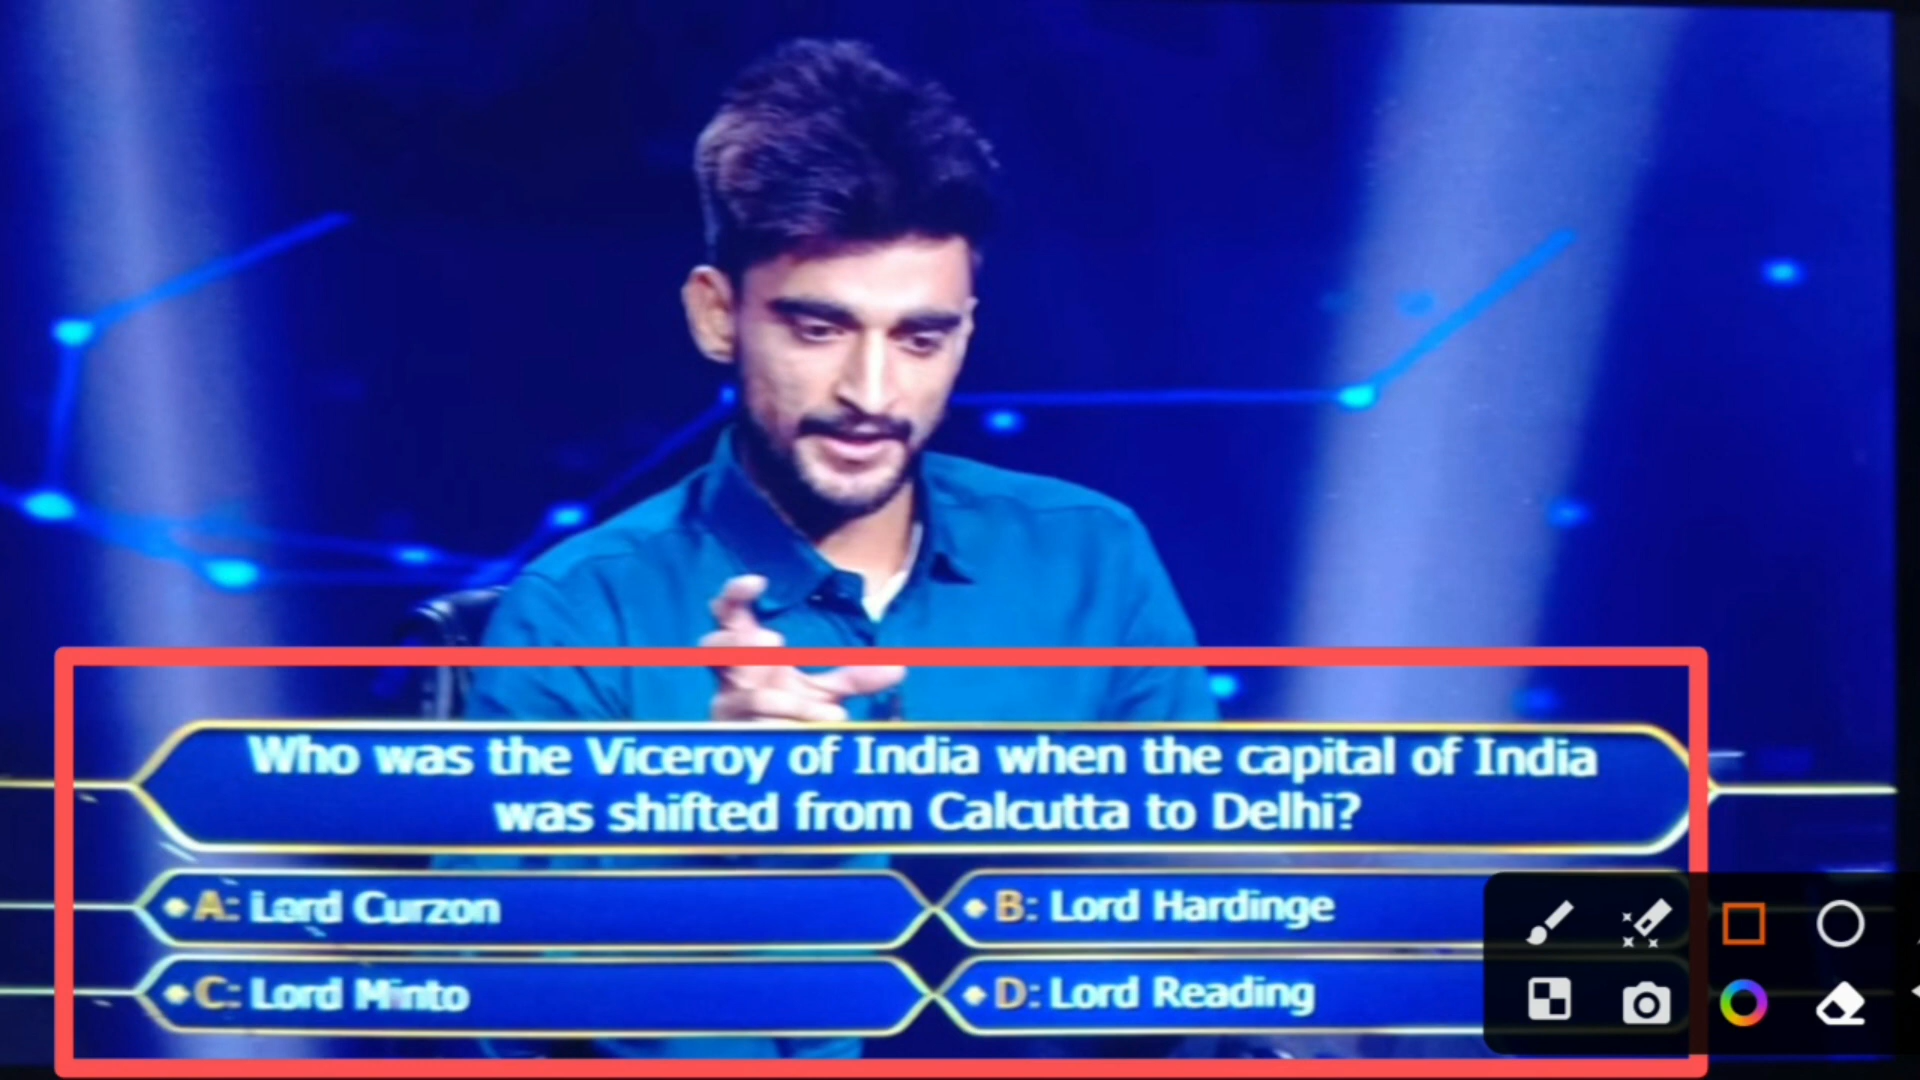 Who was the Viceroy of India when the capital of India
was shifted from Calcutta to Delhi?
A: Lord Curzon
B: Lord Hardinge
C: Lord Minto
D: Lord Reading